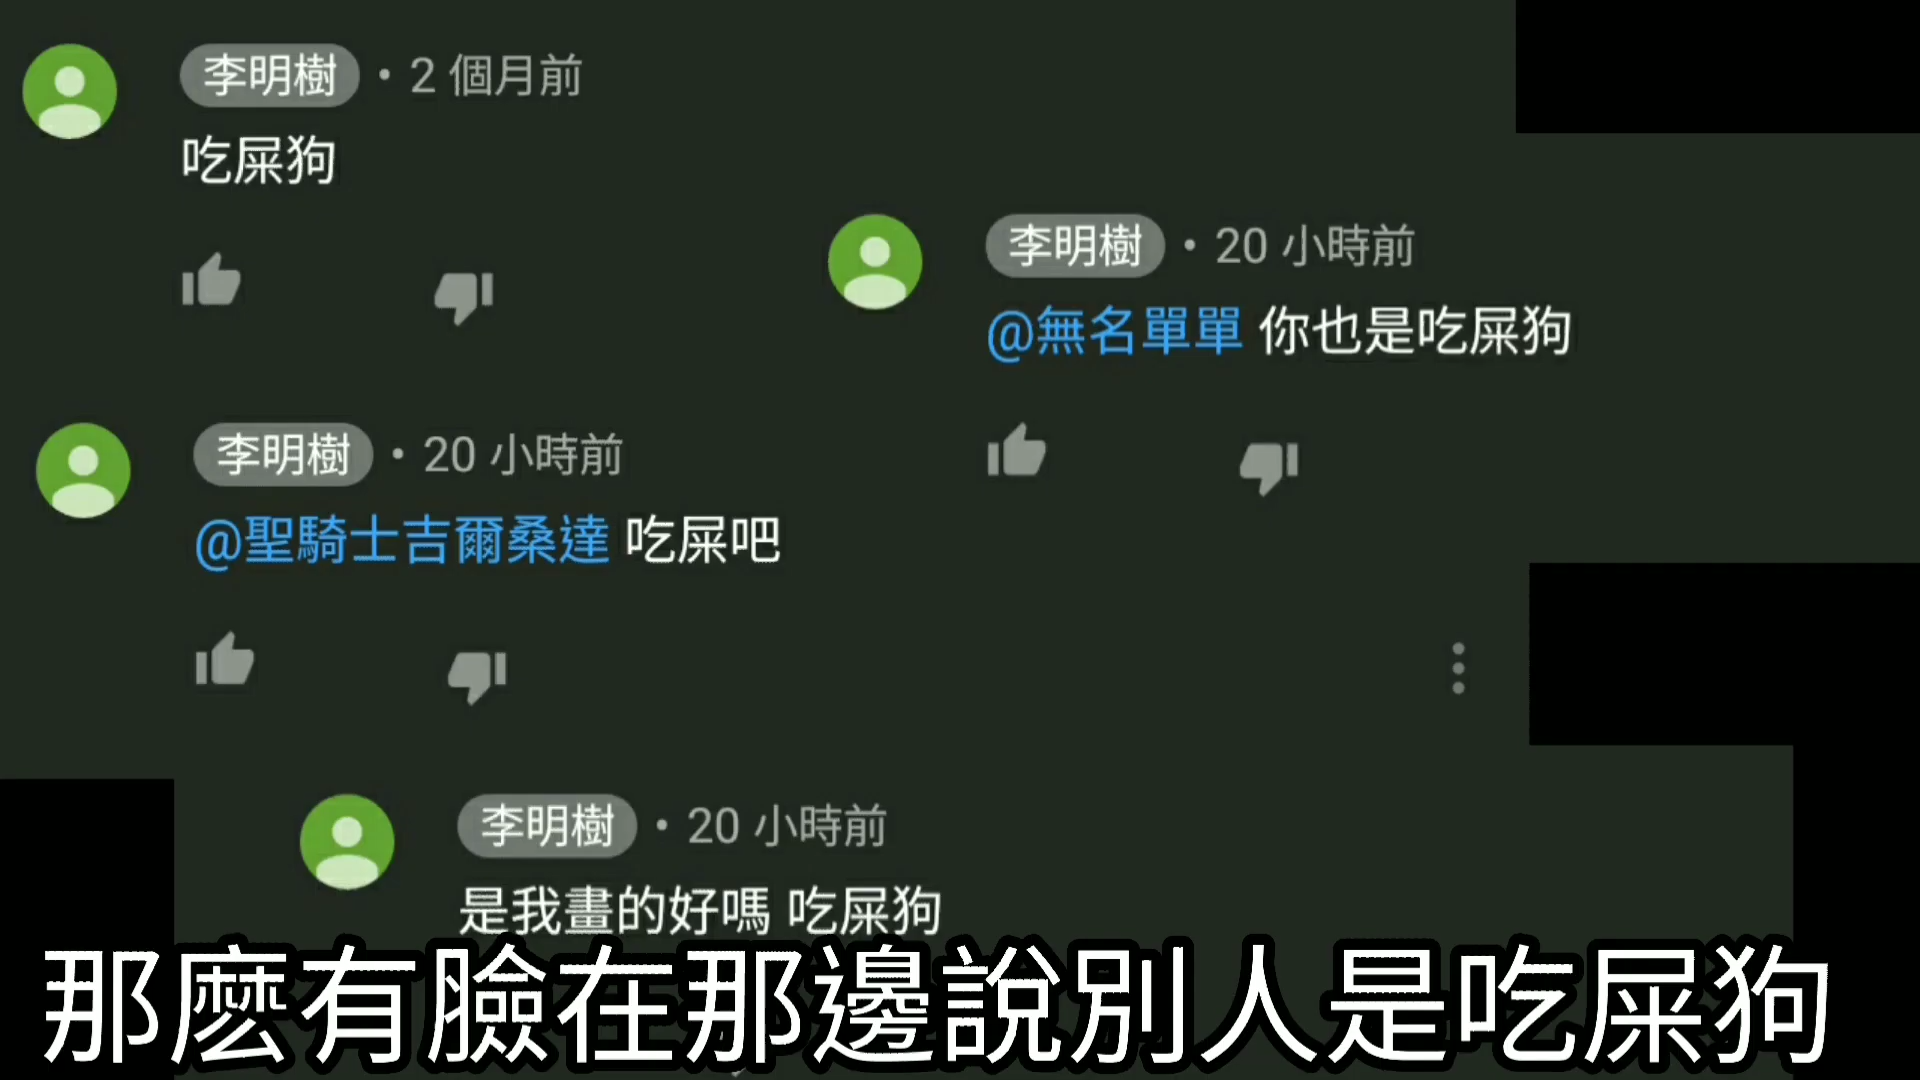 李明樹 • 2 個月前
吃屎狗
李明樹 • 20 小時前
@無名單單 你也是吃屎狗
李明樹 • 20 小時前
@聖騎士吉爾桑達 吃屎吧
李明樹 • 20 小時前
是我畫的好嗎 吃屎狗
那麼有臉在那邊說別人是吃屎狗